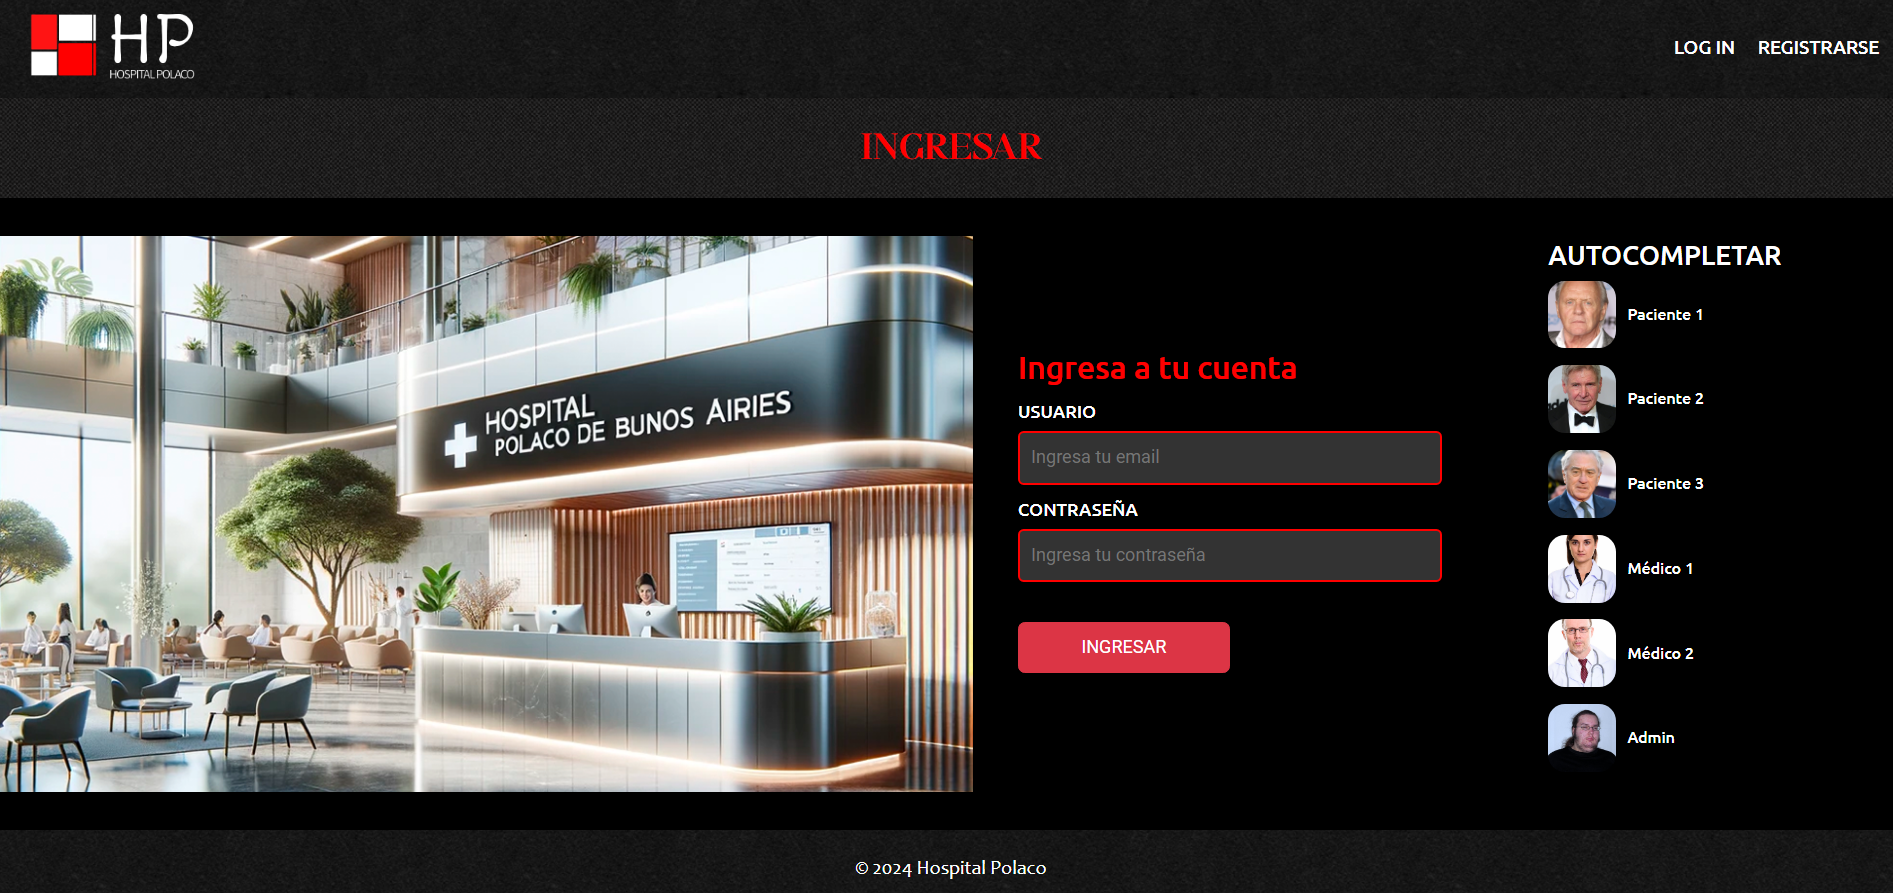 HP
HOSPITAL POLACO
LOG IN
REGISTRARSE
INGRESAR
HOSPITAL
POLACO DE BUNOS AIRIES
Ingresa a tu cuenta
USUARIO
Ingresa tu email
CONTRASEÑA
Ingresa tu contraseña
INGRESAR
AUTOCOMPLETAR
Paciente 1
Paciente 2
Paciente 3
Médico 1
Médico 2
Admin
© 2024 Hospital Polaco